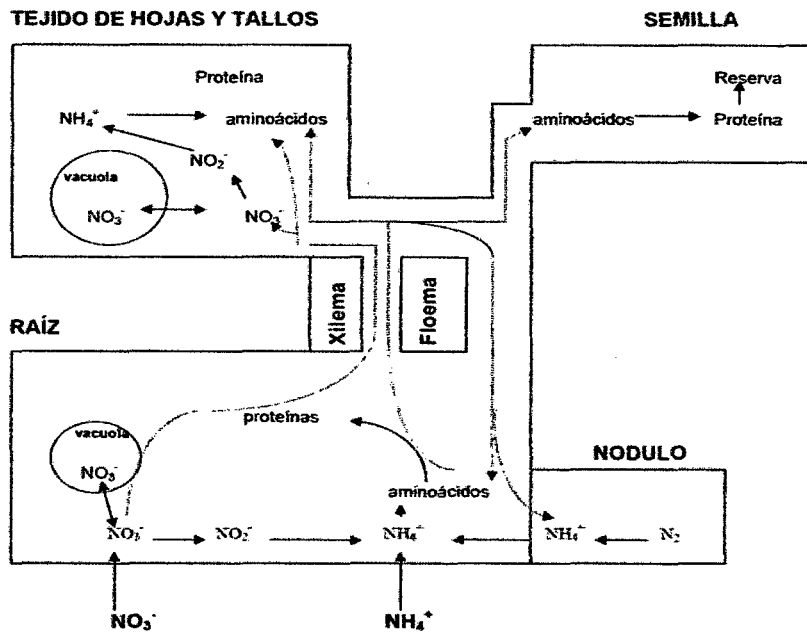 TEJIDO DE HOJAS Y TALLOS
SEMILLA
Proteína
Reserva
NH₄⁺
aminoácidos
aminoácidos
Proteína
NO₂⁻
vacuola
NO₃⁻
NO₃⁻
Xilema
Floema
RAÍZ
proteínas
vacuola
NO₃⁻
NODULO
aminoácidos
NO₃⁻
NO₂⁻
NH₄⁺
NH₄⁺
N₂
NO₃⁻
NH₄⁺